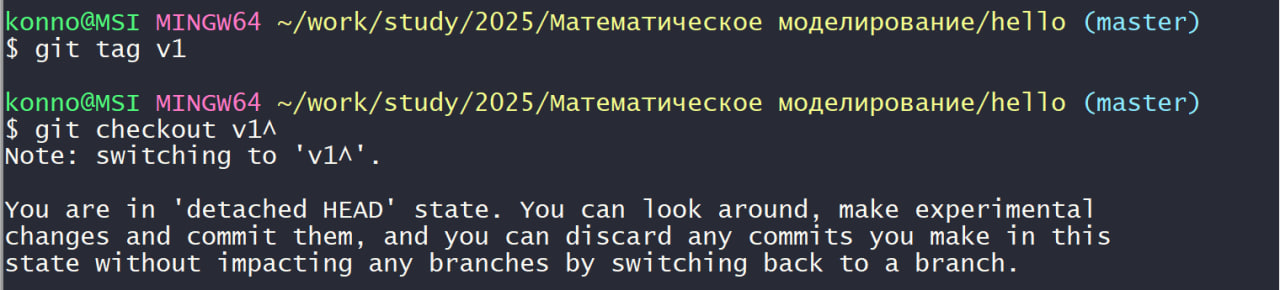 konno@MSI MINGW64 ~/work/study/2025/Математическое моделирование/hello (master)
$ git tag v1
konno@MSI MINGW64 ~/work/study/2025/Математическое моделирование/hello (master)
$ git checkout v1^
Note: switching to 'v1^'.
You are in 'detached HEAD' state. You can look around, make experimental
changes and commit them, and you can discard any commits you make in this
state without impacting any branches by switching back to a branch.